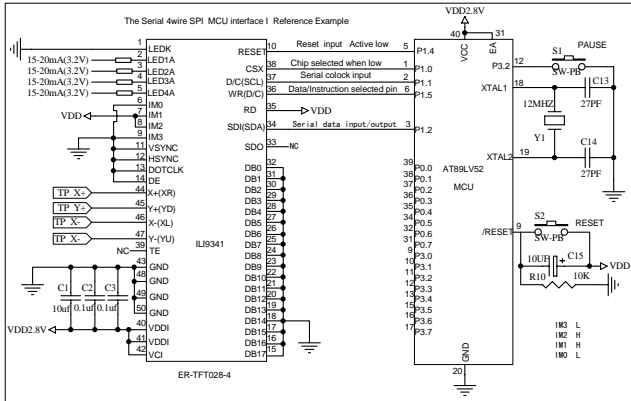 The Serial 4wire SPI MCU interface I Reference Example
VDD2.8V
1 LEDK
15-20mA(3.2V) 2 LED1A
15-20mA(3.2V) 3 LED2A
15-20mA(3.2V) 4 LED3A
15-20mA(3.2V) 5 LED4A
6 IM0
VDD 7 IM1
8 IM2
9 IM3
11 VSYNC
12 HSYNC
13 DOTCLK
14 DE
TP X+ 44 X+(XR)
TP Y+ 45 Y+(YD)
TP X- 46 X-(XL)
TP X- 47 Y-(YU)
NC 39 TE
43 GND
48 GND
49 GND
50 GND
C1 C2 C3
10uf 0.1uf 0.1uf
VDD2.8V 40 VDDI
41 VDDI
42 VCI
ILI9341
ER-TFT028-4
RESET 10 Reset input Active low 5 P1.4
CSX 38 Chip selected when low 1 P1.0
D/C(SCL) 37 Serial colock input 2 P1.1
WR(D/C) 36 Data/Instruction selected pin 6 P1.5
RD 35 VDD
SDI(SDA) 34 Serial data input/output 3 P1.2
SDO 33 NC
DB0 32
DB1 31
DB2 30
DB3 29
DB4 28
DB5 27
DB6 26
DB7 25
DB8 24
DB9 23
DB10 22
DB11 21
DB12 20
DB13 19
DB14 18
DB15 17
DB16 16
DB17 15
40 VCC
31 EA
AT89LV52
MCU
39 P0.0
38 P0.1
37 P0.2
36 P0.3
35 P0.4
34 P0.5
32 P0.6
31 P0.7
10 P3.0
11 P3.1
12 P3.2
13 P3.3
14 P3.4
15 P3.5
16 P3.6
17 P3.7
GND
20
P3.2 12 S1 PAUSE
SW-PB
XTAL1 18 C13
27PF
12MHZ
Y1
XTAL2 19 C14
27PF
/RESET 9 S2 RESET
SW-PB
10UF C15
VDD
R10 10K
IM3 L
IM2 H
IM1 H
IM0 L